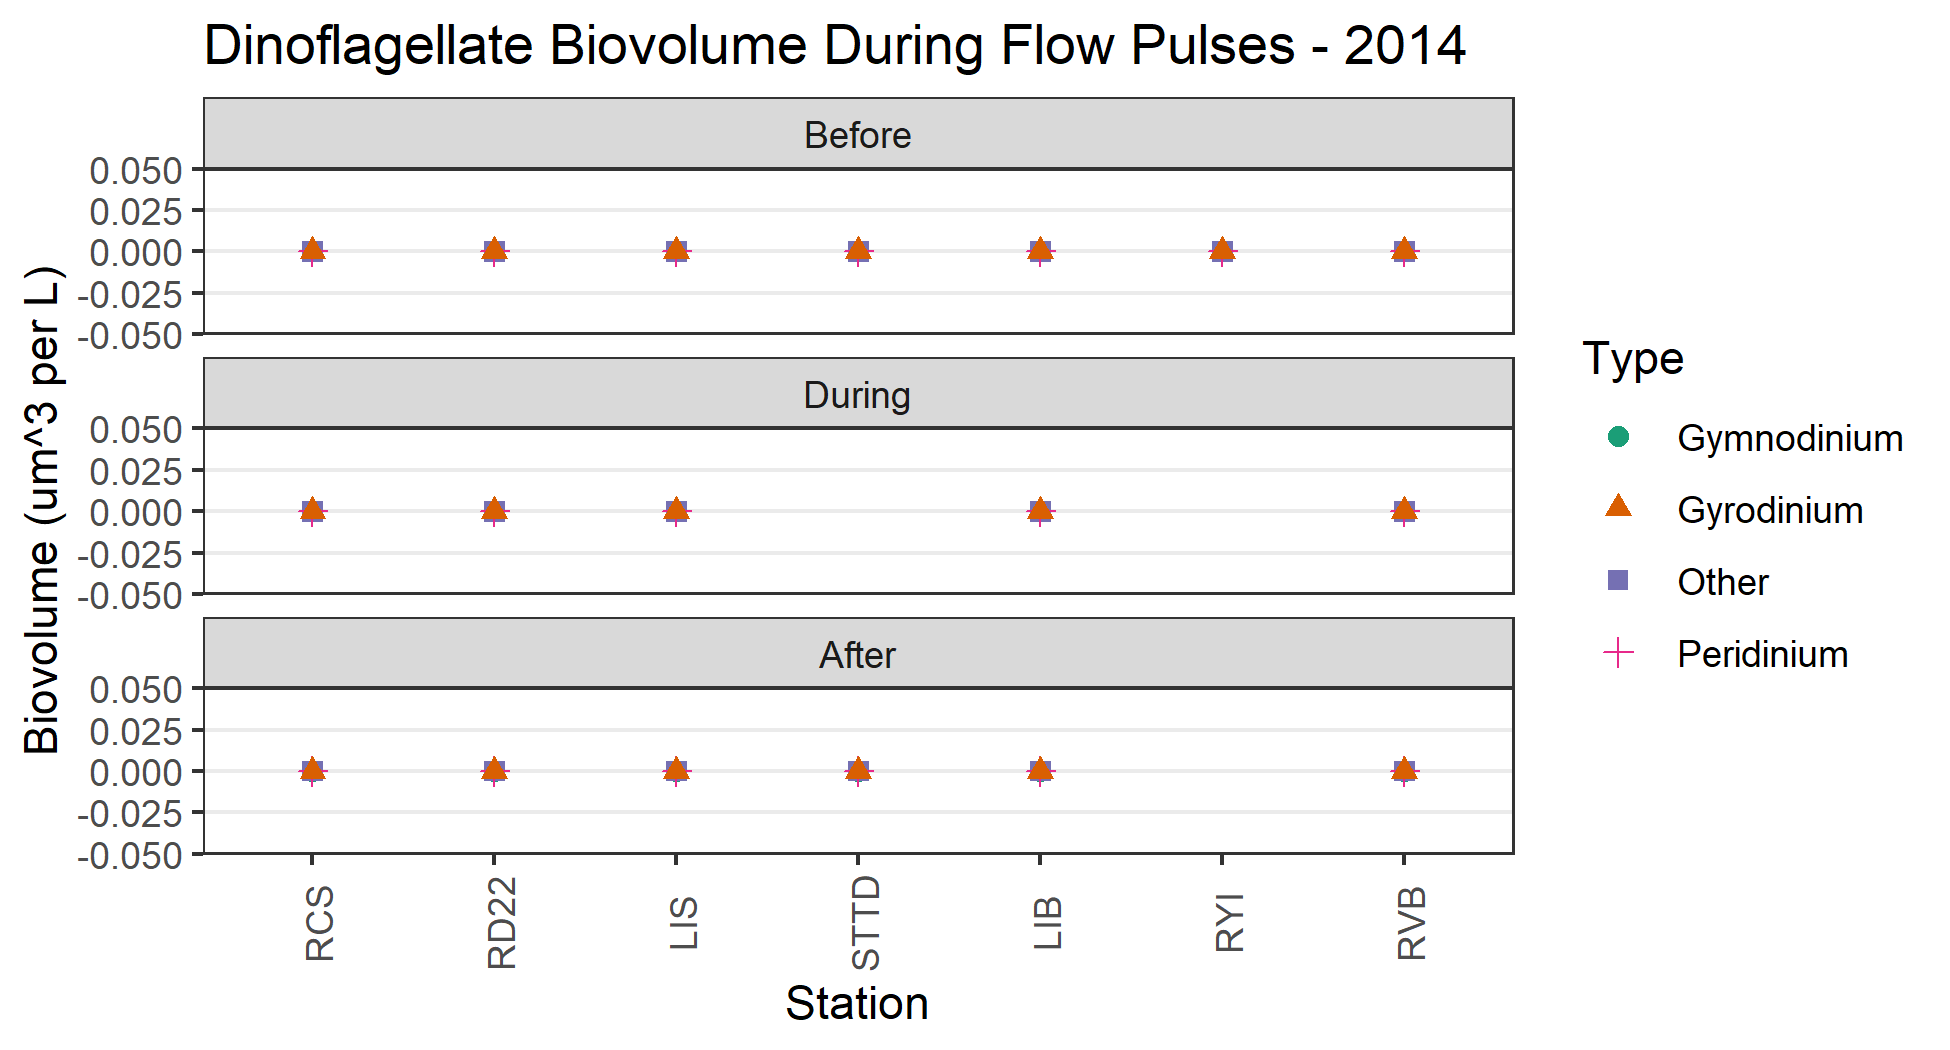 Dinoflagellate Biovolume During Flow Pulses - 2014
Biovolume (um^3 per L)
Before
0.050
0.025
0.000
-0.025
-0.050
During
0.050
0.025
0.000
-0.025
-0.050
After
0.050
0.025
0.000
-0.025
-0.050
RCS
RD22
LIS
STTD
LIB
RYI
RVB
Station
Type
Gymnodinium
Gyrodinium
Other
Peridinium